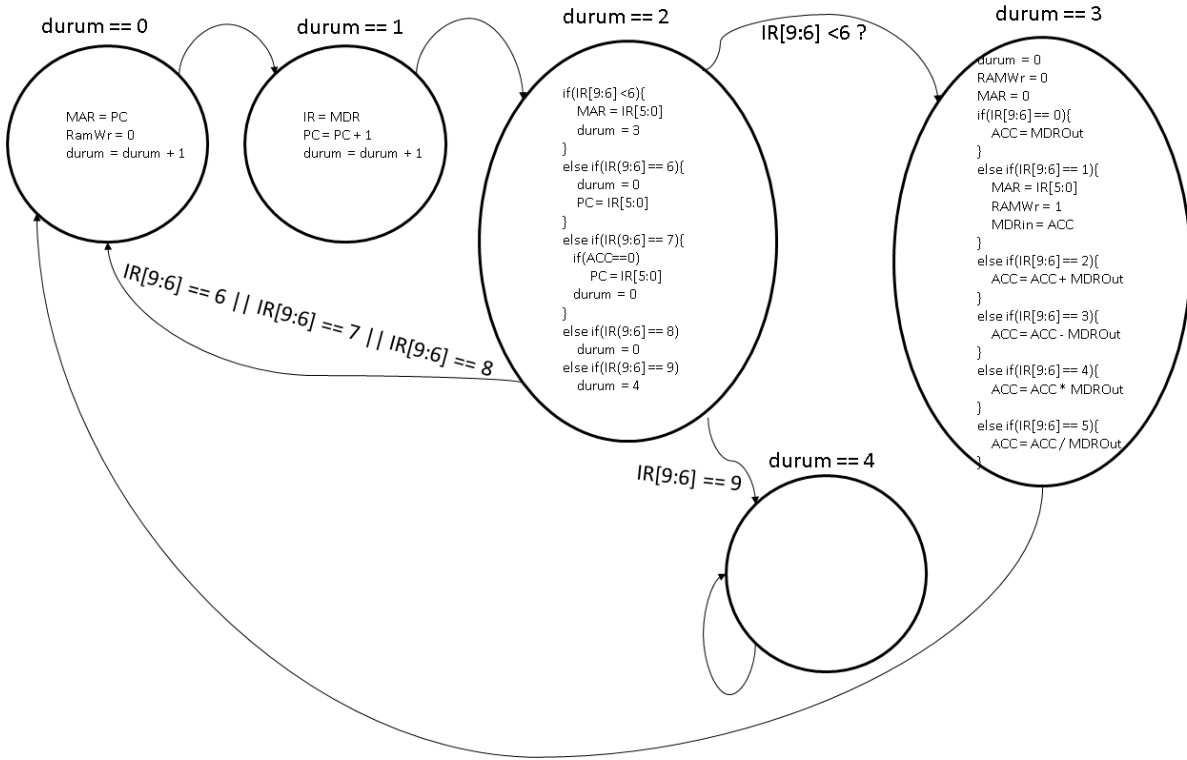 durum == 0
MAR = PC
RamWr = 0
durum = durum + 1
durum == 1
IR = MDR
PC = PC + 1
durum = durum + 1
durum == 2
if(IR[9:6] <6){
MAR = IR[5:0]
durum = 3
}
else if(IR(9:6] == 6){
durum = 0
PC = IR[5:0]
}
else if(IR(9:6] == 7){
if(ACC==0)
PC = IR[5:0]
durum = 0
}
else if(IR(9:6] == 8)
durum = 0
else if(IR(9:6] == 9)
durum = 4
IR[9:6] <6 ?
durum == 3
durum = 0
RAMWr = 0
MAR = 0
if(IR[9:6] == 0){
ACC = MDROut
}
else if(IR[9:6] == 1){
MAR = IR[5:0]
RAMWr = 1
MDRin = ACC
}
else if(IR[9:6] == 2){
ACC = ACC + MDROut
}
else if(IR[9:6] == 3){
ACC = ACC - MDROut
}
else if(IR[9:6] == 4){
ACC = ACC * MDROut
}
else if(IR[9:6] == 5){
ACC = ACC / MDROut
}
IR[9:6] == 6 || IR[9:6] == 7 || IR[9:6] == 8
IR[9:6] == 9
durum == 4